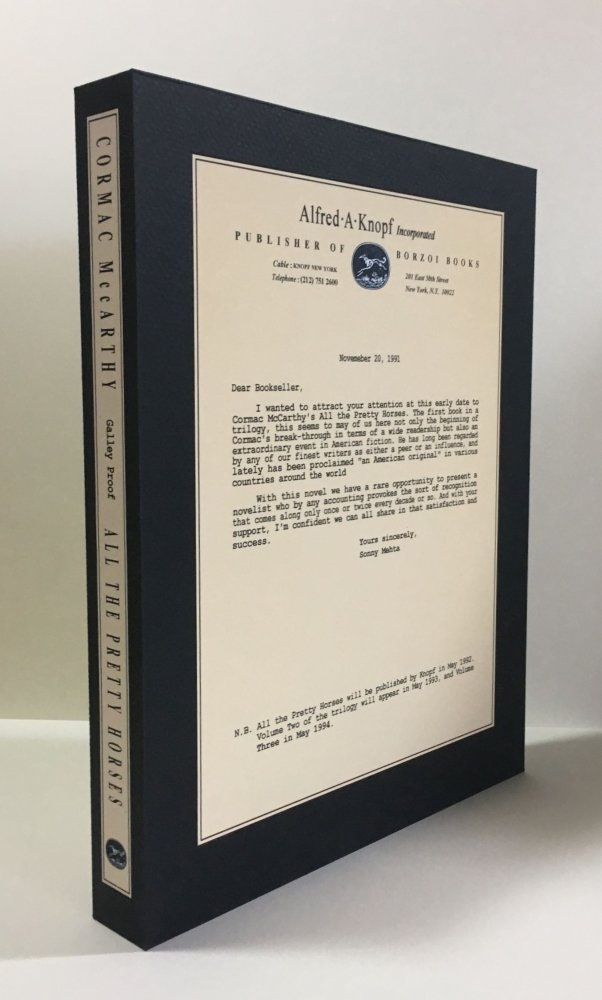 CORMAC McCARTHY Galley Proof ALL THE PRETTY HORSES
Alfred·A·Knopf Incorporated
PUBLISHER OF BORZOI BOOKS
Cable: KNOPF NEW YORK
Telephone: (212) 751 2600
201 East 50th Street
New York, N.Y. 10022
Novemeber 20, 1991
Dear Bookseller,
I wanted to attract your attention at this early date to
Cormac McCarthy's All the Pretty Horses. The first book in a
trilogy, this seems to may of us here not only the beginning of
Cormac's break-through in terms of a wide readership but also an
extraordinary event in American fiction. He has long been regarded
by any of our finest writers as either a peer or an influence, and
lately has been proclaimed "an American original" in various
countries around the world
With this novel we have a rare opportunity to present a
novelist who by any accounting provokes the sort of recognition
that comes along only once or twice every decade or so. And with your
support, I'm confident we can all share in that satisfaction and
success.
Yours sincerely,
Sonny Mehta
N.B. All the Pretty Horses will be published by Knopf in May 1992.
Volume Two of the trilogy will appear in May 1993, and Volume
Three in May 1994.